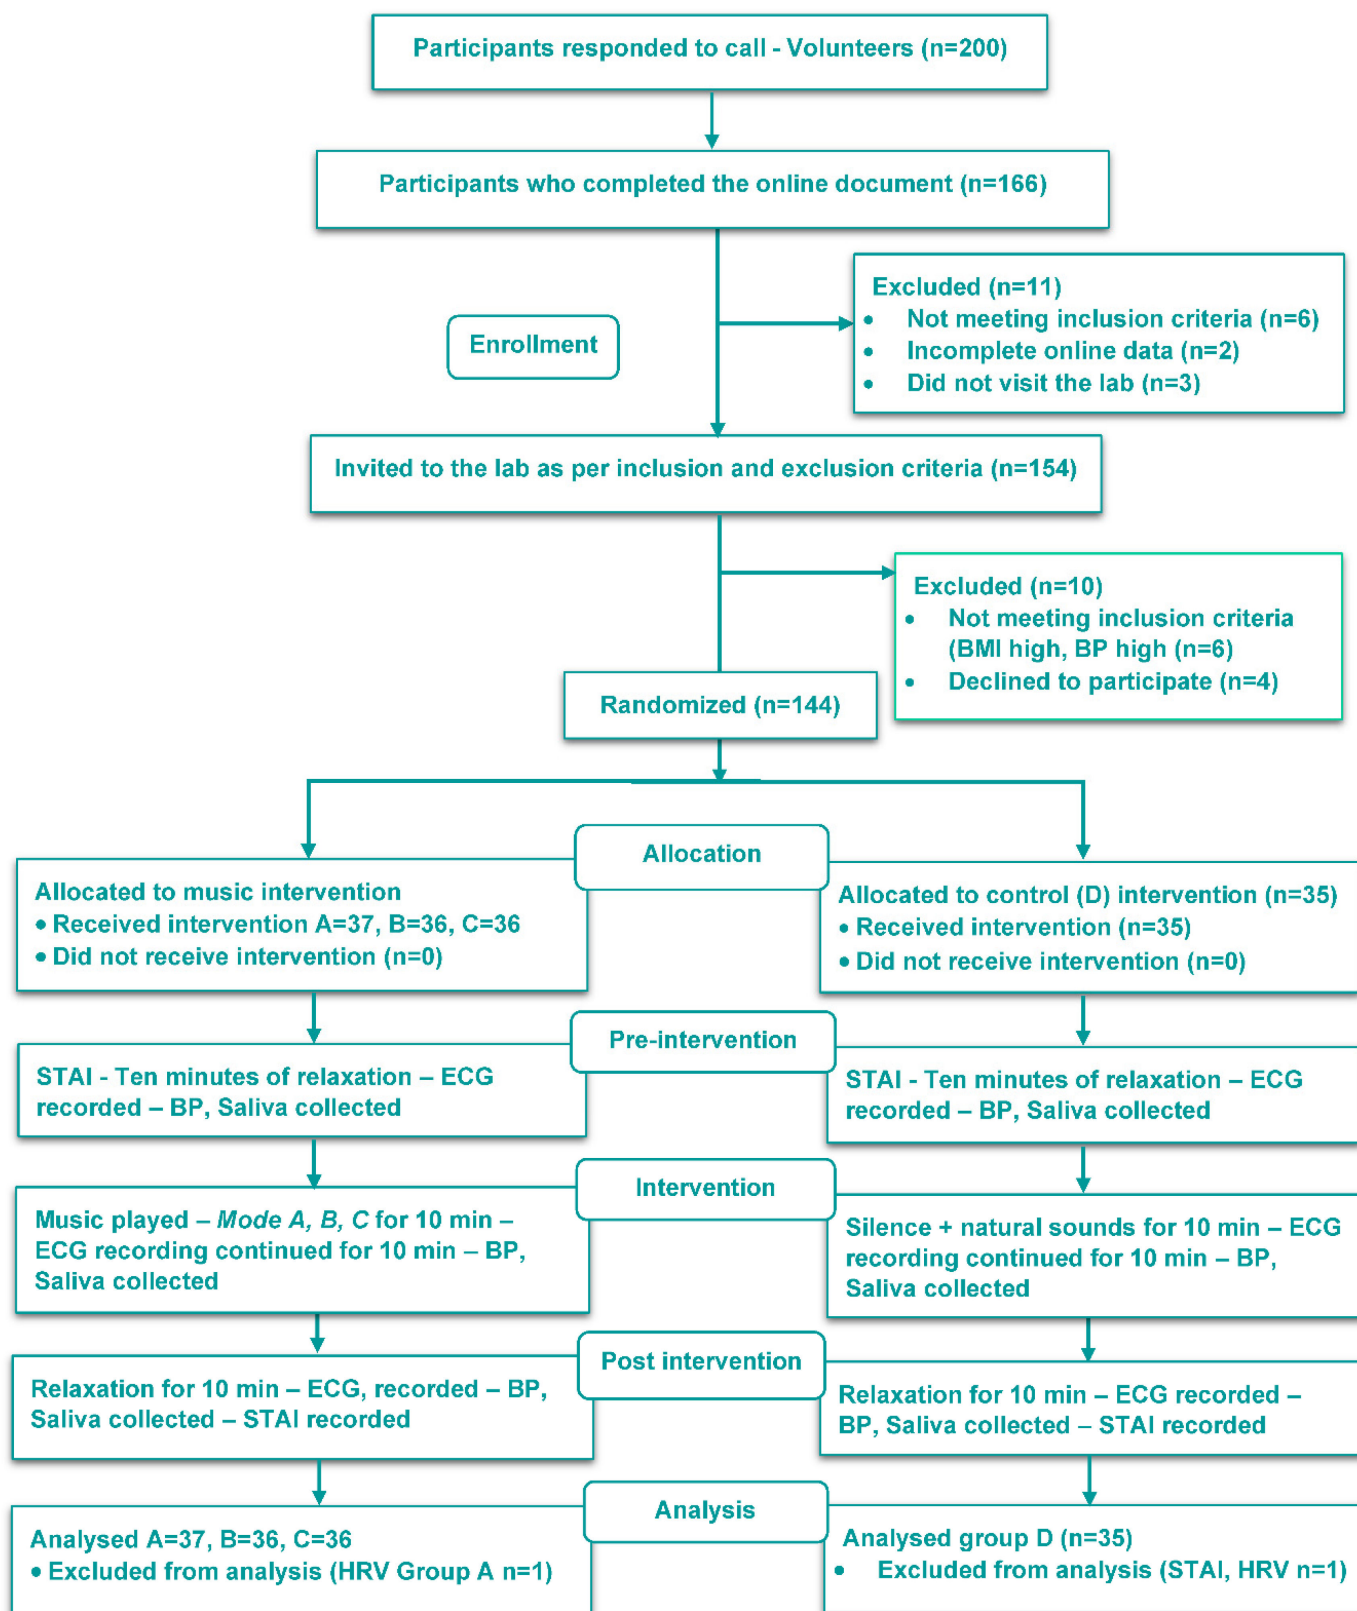 Participants responded to call - Volunteers (n=200)
Participants who completed the online document (n=166)
Excluded (n=11)
• Not meeting inclusion criteria (n=6)
• Incomplete online data (n=2)
• Did not visit the lab (n=3)
Enrollment
Invited to the lab as per inclusion and exclusion criteria (n=154)
Excluded (n=10)
• Not meeting inclusion criteria
(BMI high, BP high (n=6)
• Declined to participate (n=4)
Randomized (n=144)
Allocation
Allocated to music intervention
• Received intervention A=37, B=36, C=36
• Did not receive intervention (n=0)
Allocated to control (D) intervention (n=35)
• Received intervention (n=35)
• Did not receive intervention (n=0)
Pre-intervention
STAI - Ten minutes of relaxation – ECG
recorded – BP, Saliva collected
STAI - Ten minutes of relaxation – ECG
recorded – BP, Saliva collected
Intervention
Music played – Mode A, B, C for 10 min –
ECG recording continued for 10 min – BP,
Saliva collected
Silence + natural sounds for 10 min – ECG
recording continued for 10 min – BP,
Saliva collected
Post intervention
Relaxation for 10 min – ECG, recorded – BP,
Saliva collected – STAI recorded
Relaxation for 10 min – ECG recorded –
BP, Saliva collected – STAI recorded
Analysis
Analysed A=37, B=36, C=36
• Excluded from analysis (HRV Group A n=1)
Analysed group D (n=35)
• Excluded from analysis (STAI, HRV n=1)